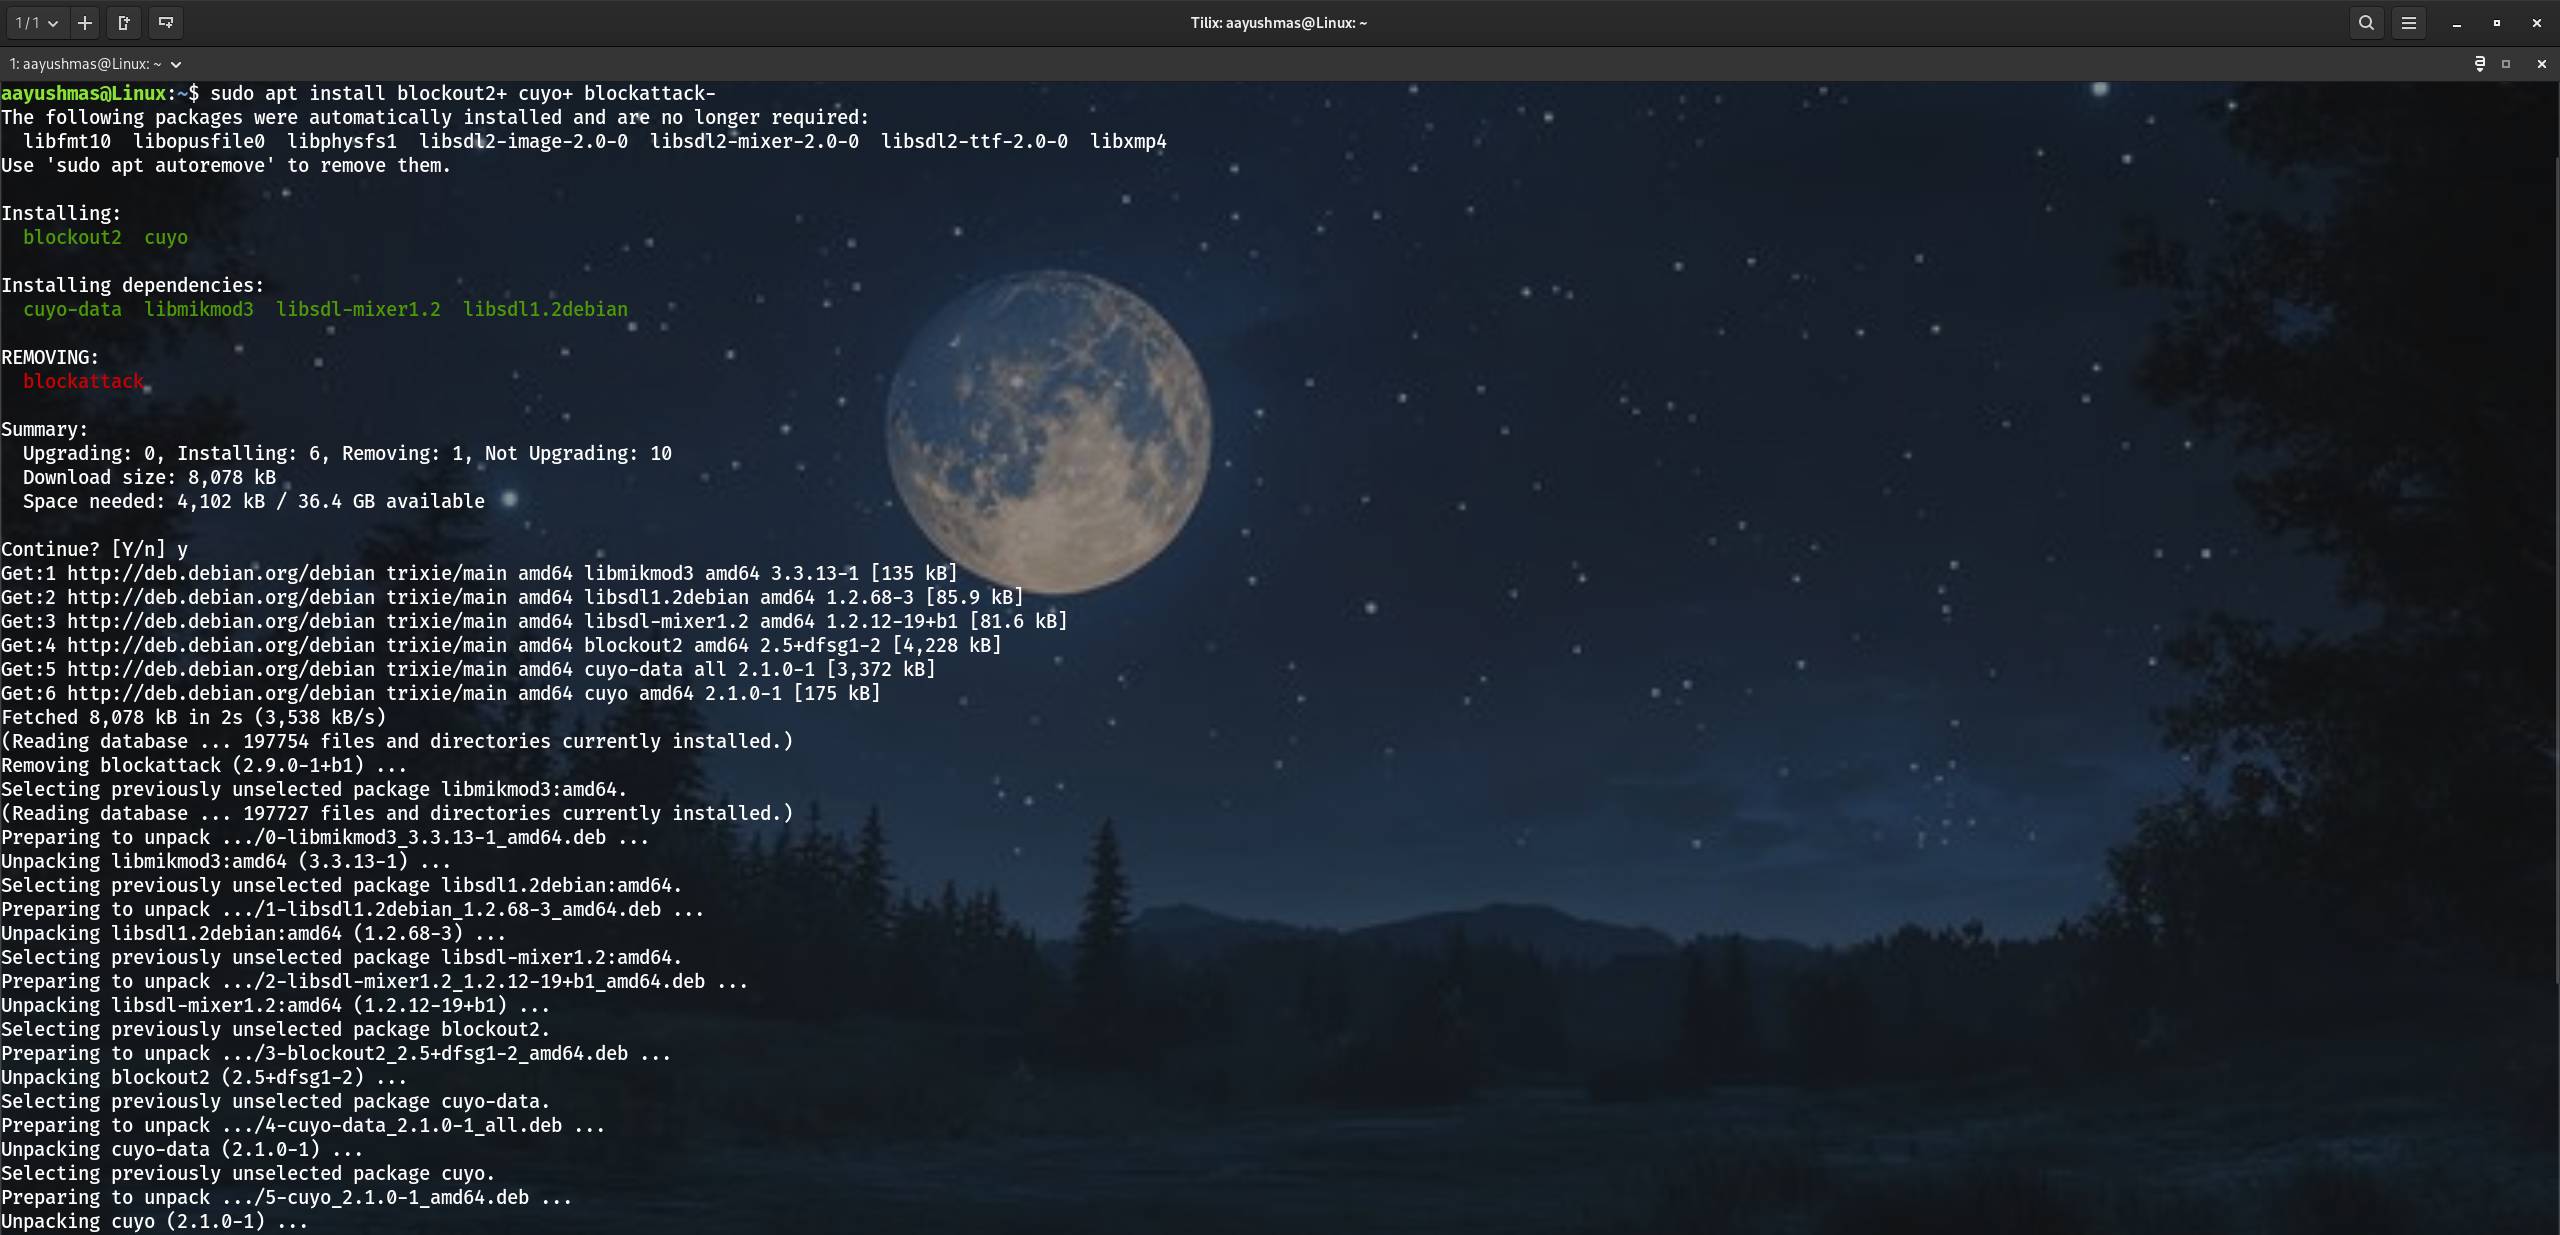 1 / 1
Tilix: aayushmas@Linux: ~
1: aayushmas@Linux: ~
aayushmas@Linux:~$ sudo apt install blockout2+ cuyo+ blockattack-
The following packages were automatically installed and are no longer required:
  libfmt10  libopusfile0  libphysfs1  libsdl2-image-2.0-0  libsdl2-mixer-2.0-0  libsdl2-ttf-2.0-0  libxmp4
Use 'sudo apt autoremove' to remove them.
Installing:
  blockout2  cuyo
Installing dependencies:
  cuyo-data  libmikmod3  libsdl-mixer1.2  libsdl1.2debian
REMOVING:
  blockattack
Summary:
  Upgrading: 0, Installing: 6, Removing: 1, Not Upgrading: 10
  Download size: 8,078 kB
  Space needed: 4,102 kB / 36.4 GB available
Continue? [Y/n] y
Get:1 http://deb.debian.org/debian trixie/main amd64 libmikmod3 amd64 3.3.13-1 [135 kB]
Get:2 http://deb.debian.org/debian trixie/main amd64 libsdl1.2debian amd64 1.2.68-3 [85.9 kB]
Get:3 http://deb.debian.org/debian trixie/main amd64 libsdl-mixer1.2 amd64 1.2.12-19+b1 [81.6 kB]
Get:4 http://deb.debian.org/debian trixie/main amd64 blockout2 amd64 2.5+dfsg1-2 [4,228 kB]
Get:5 http://deb.debian.org/debian trixie/main amd64 cuyo-data all 2.1.0-1 [3,372 kB]
Get:6 http://deb.debian.org/debian trixie/main amd64 cuyo amd64 2.1.0-1 [175 kB]
Fetched 8,078 kB in 2s (3,538 kB/s)
(Reading database ... 197754 files and directories currently installed.)
Removing blockattack (2.9.0-1+b1) ...
Selecting previously unselected package libmikmod3:amd64.
(Reading database ... 197727 files and directories currently installed.)
Preparing to unpack .../0-libmikmod3_3.3.13-1_amd64.deb ...
Unpacking libmikmod3:amd64 (3.3.13-1) ...
Selecting previously unselected package libsdl1.2debian:amd64.
Preparing to unpack .../1-libsdl1.2debian_1.2.68-3_amd64.deb ...
Unpacking libsdl1.2debian:amd64 (1.2.68-3) ...
Selecting previously unselected package libsdl-mixer1.2:amd64.
Preparing to unpack .../2-libsdl-mixer1.2_1.2.12-19+b1_amd64.deb ...
Unpacking libsdl-mixer1.2:amd64 (1.2.12-19+b1) ...
Selecting previously unselected package blockout2.
Preparing to unpack .../3-blockout2_2.5+dfsg1-2_amd64.deb ...
Unpacking blockout2 (2.5+dfsg1-2) ...
Selecting previously unselected package cuyo-data.
Preparing to unpack .../4-cuyo-data_2.1.0-1_all.deb ...
Unpacking cuyo-data (2.1.0-1) ...
Selecting previously unselected package cuyo.
Preparing to unpack .../5-cuyo_2.1.0-1_amd64.deb ...
Unpacking cuyo (2.1.0-1) ...